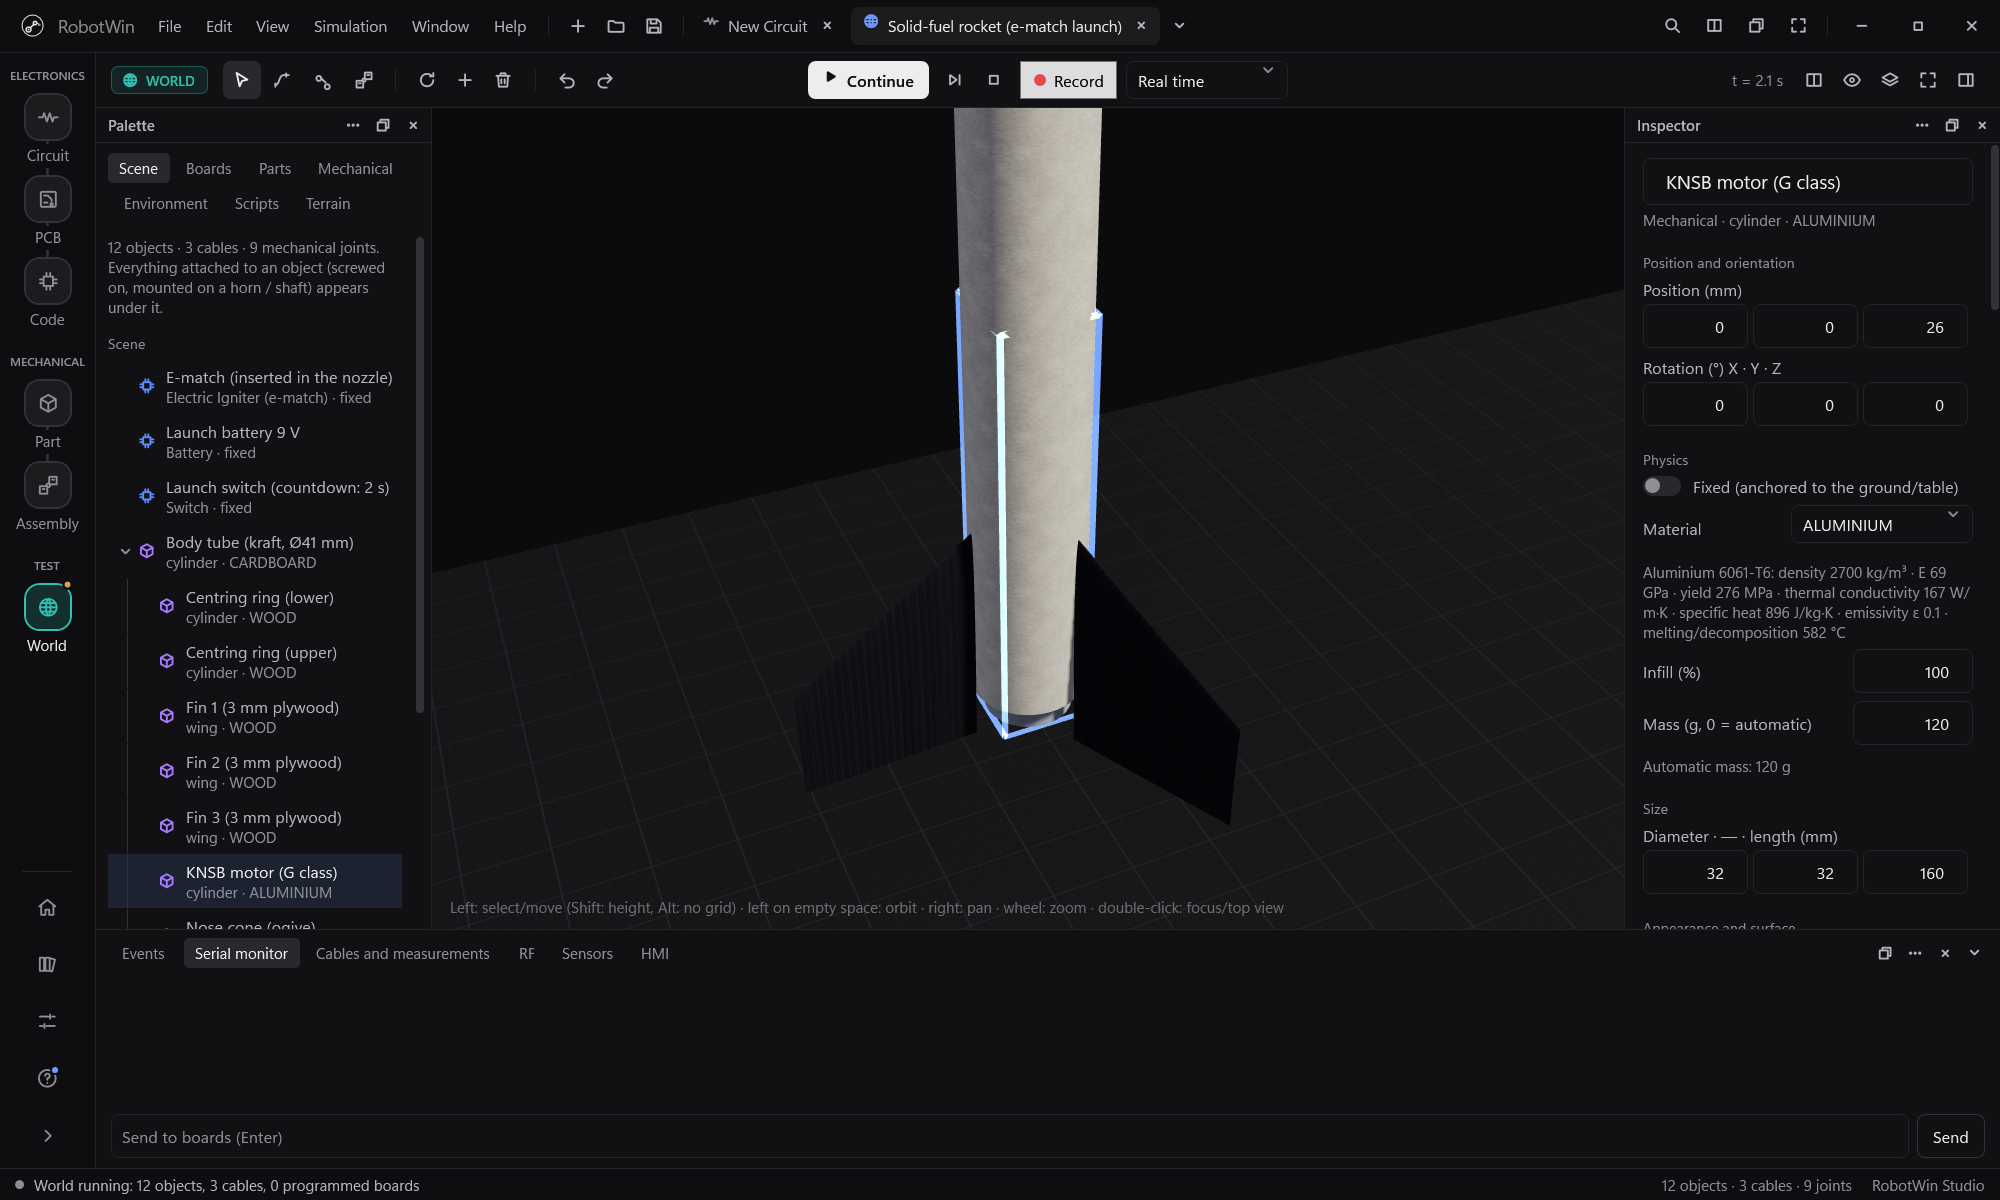 RobotWin File Edit View Simulation Window Help New Circuit Solid-fuel rocket (e-match launch)
ELECTRONICS
Circuit
PCB
Code
MECHANICAL
Part
Assembly
TEST
World
WORLD Continue Record Real time t = 2.1 s
Palette
Scene Boards Parts Mechanical
Environment Scripts Terrain
12 objects · 3 cables · 9 mechanical joints.
Everything attached to an object (screwed
on, mounted on a horn / shaft) appears
under it.
Scene
E-match (inserted in the nozzle)
Electric Igniter (e-match) · fixed
Launch battery 9 V
Battery · fixed
Launch switch (countdown: 2 s)
Switch · fixed
Body tube (kraft, Ø41 mm)
cylinder · CARDBOARD
Centring ring (lower)
cylinder · WOOD
Centring ring (upper)
cylinder · WOOD
Fin 1 (3 mm plywood)
wing · WOOD
Fin 2 (3 mm plywood)
wing · WOOD
Fin 3 (3 mm plywood)
wing · WOOD
KNSB motor (G class)
cylinder · ALUMINIUM
Nose cone (ogive)
Left: select/move (Shift: height, Alt: no grid) · left on empty space: orbit · right: pan · wheel: zoom · double-click: focus/top view
Inspector
KNSB motor (G class)
Mechanical · cylinder · ALUMINIUM
Position and orientation
Position (mm)
0 0 26
Rotation (°) X · Y · Z
0 0 0
Physics
Fixed (anchored to the ground/table)
Material ALUMINIUM
Aluminium 6061-T6: density 2700 kg/m³ · E 69
GPa · yield 276 MPa · thermal conductivity 167 W/
m·K · specific heat 896 J/kg·K · emissivity ε 0.1 ·
melting/decomposition 582 °C
Infill (%) 100
Mass (g, 0 = automatic) 120
Automatic mass: 120 g
Size
Diameter · — · length (mm)
32 32 160
Appearance and surface
Events Serial monitor Cables and measurements RF Sensors HMI
Send to boards (Enter) Send
World running: 12 objects, 3 cables, 0 programmed boards
12 objects · 3 cables · 9 joints RobotWin Studio